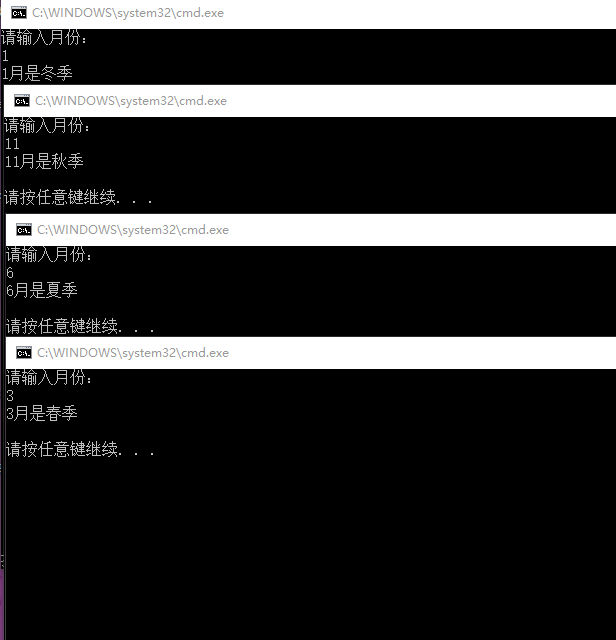 C:\WINDOWS\system32\cmd.exe
请输入月份：
1
1月是冬季
C:\WINDOWS\system32\cmd.exe
请输入月份：
11
11月是秋季
请按任意键继续. . .
C:\WINDOWS\system32\cmd.exe
请输入月份：
6
6月是夏季
请按任意键继续. . .
C:\WINDOWS\system32\cmd.exe
请输入月份：
3
3月是春季
请按任意键继续. . .